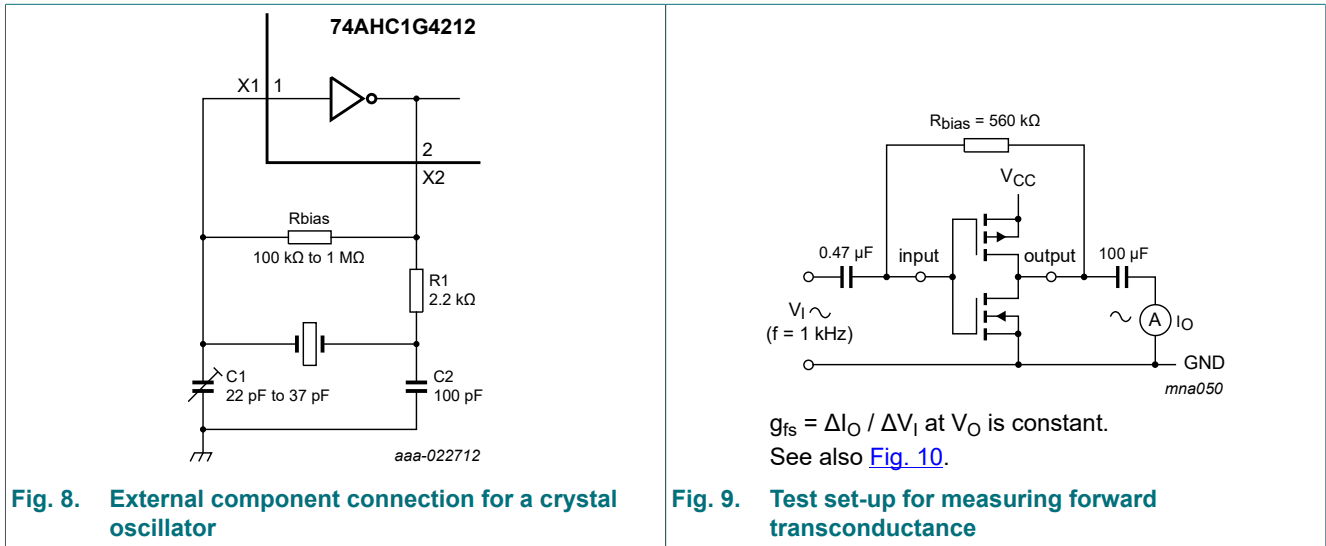 74AHC1G4212
X1 1
2
X2
Rbias
100 kΩ to 1 MΩ
R1
2.2 kΩ
C1
22 pF to 37 pF
C2
100 pF
aaa-022712
Fig. 8. External component connection for a crystal
oscillator
Rbias = 560 kΩ
VCC
0.47 µF
input
output
100 µF
VI ∼
(f = 1 kHz)
∼ A IO
GND
mna050
gfs = ΔIO / ΔVI at VO is constant.
See also Fig. 10.
Fig. 9. Test set-up for measuring forward
transconductance